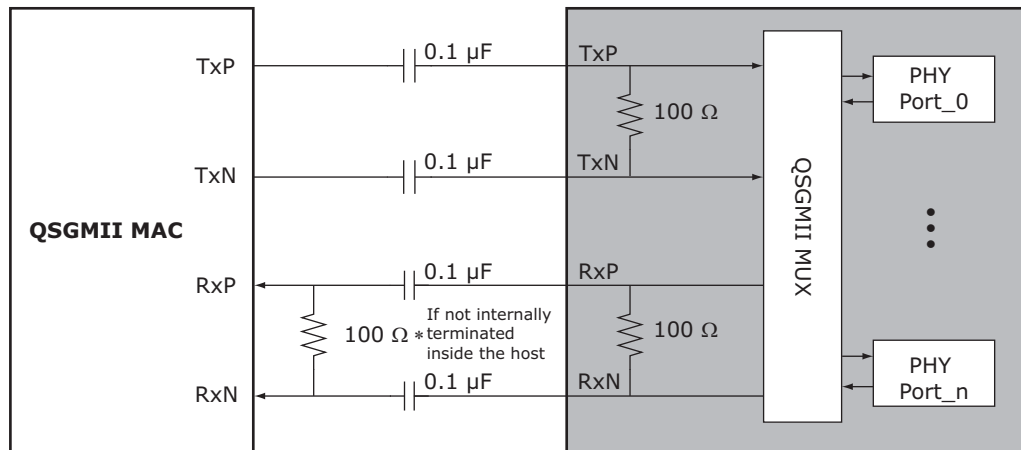 0.1 µF
TxP
TxP
PHY
Port_0
100 Ω
0.1 µF
TxN
TxN
QSGMII MAC
QSGMII MUX
0.1 µF
RxP
RxP
100 Ω *
If not internally
terminated
inside the host
100 Ω
0.1 µF
RxN
RxN
PHY
Port_n